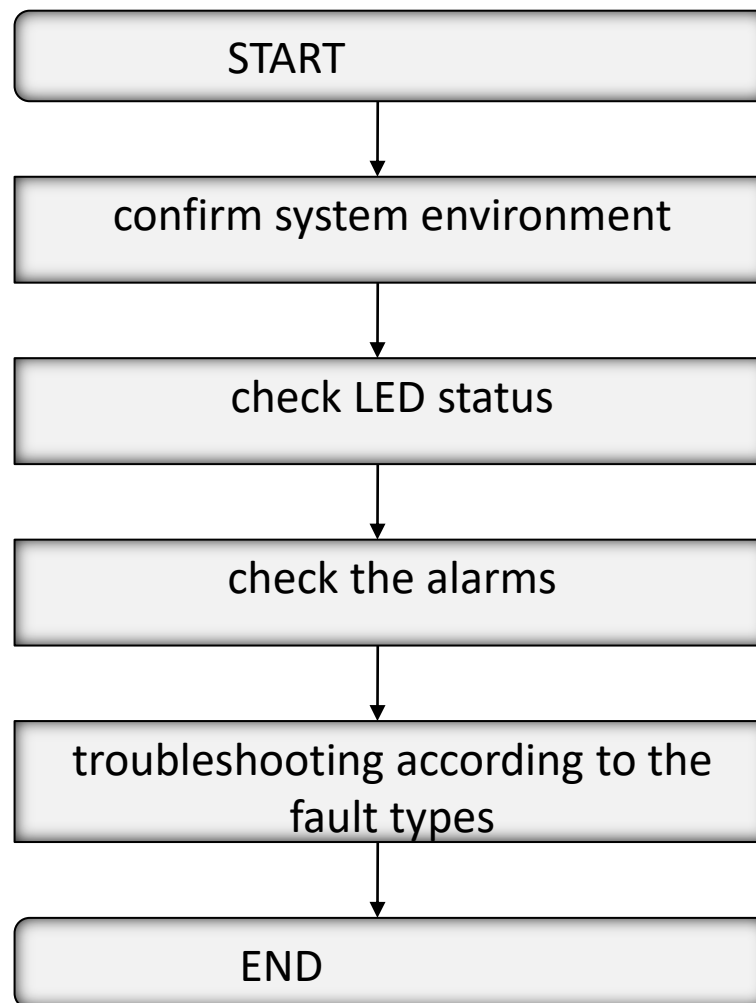 START
confirm system environment
check LED status
check the alarms
troubleshooting according to the
fault types
END